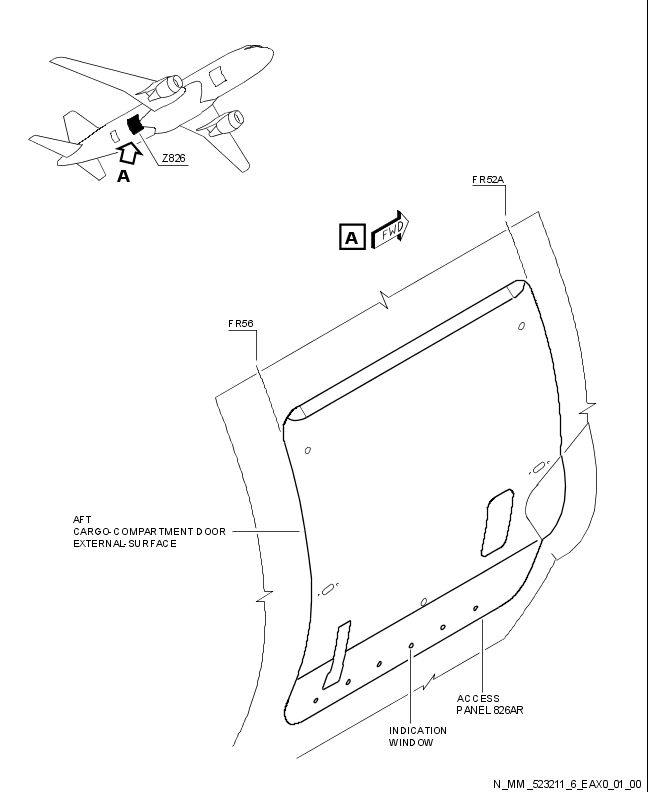 Z826
A
FR52A
A
FWD
FR56
AFT
CARGO-COMPARTMENT DOOR
EXTERNAL-SURFACE
ACCESS
PANEL 826AR
INDICATION
WINDOW
N_MM_523211_6_EAX0_01_00